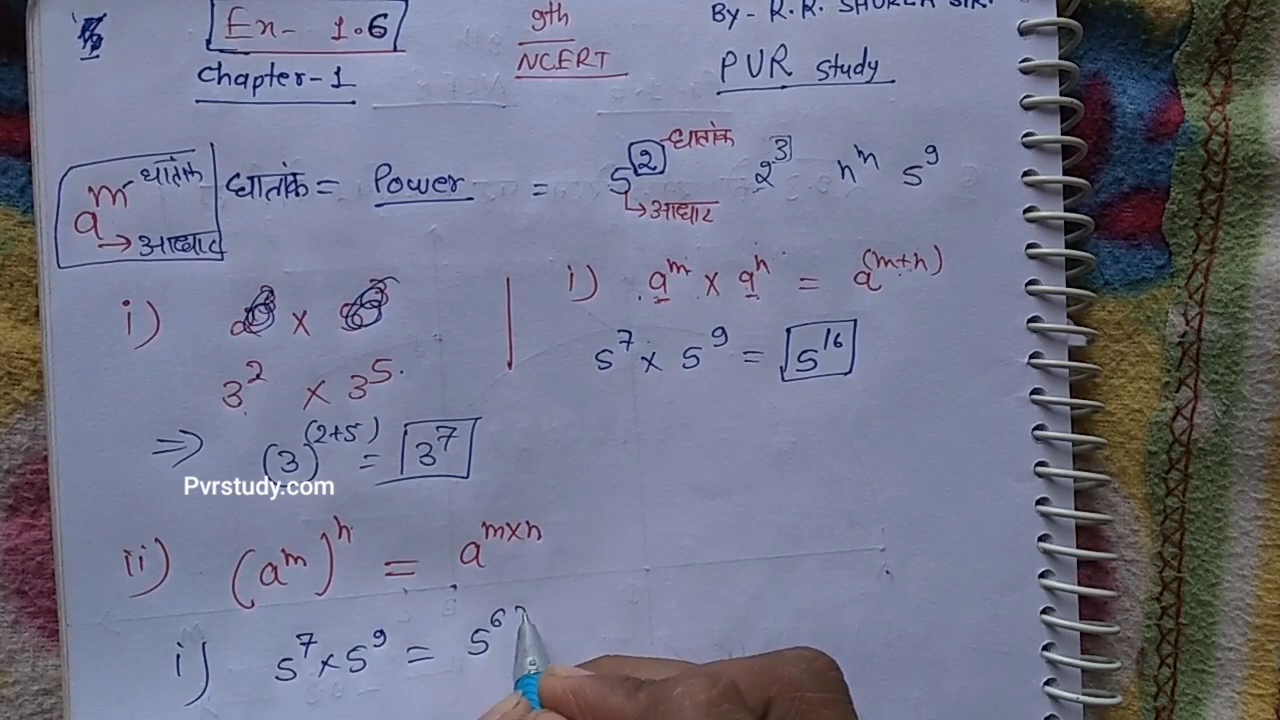 Ex- 1.6
9th
NCERT
By - R.R. SHUKLA SIR.
Chapter-1
PVR study
a^m घातांक → आधार
घातांक = Power = 5^2 घातांक → आधार 2^3 n^m 5^9
i) a^m × a^n = a^(m+n)
5^7 × 5^9 = 5^16
i) ×
3^2 × 3^5.
⇒ (3)^(2+5) = 3^7
Pvrstudy.com
ii) (a^m)^n = a^m×n
i) 5^7×5^9 = 5^6